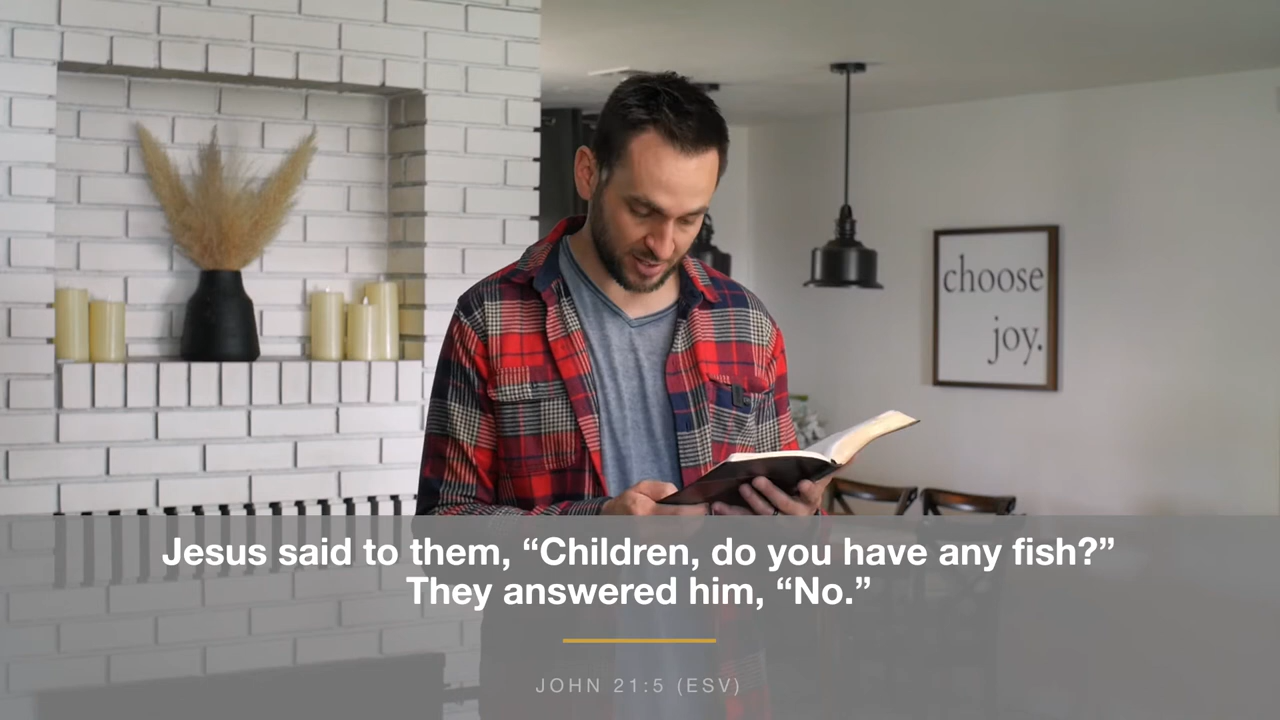 choose
joy.
Jesus said to them, “Children, do you have any fish?”
They answered him, “No.”
JOHN 21:5 (ESV)